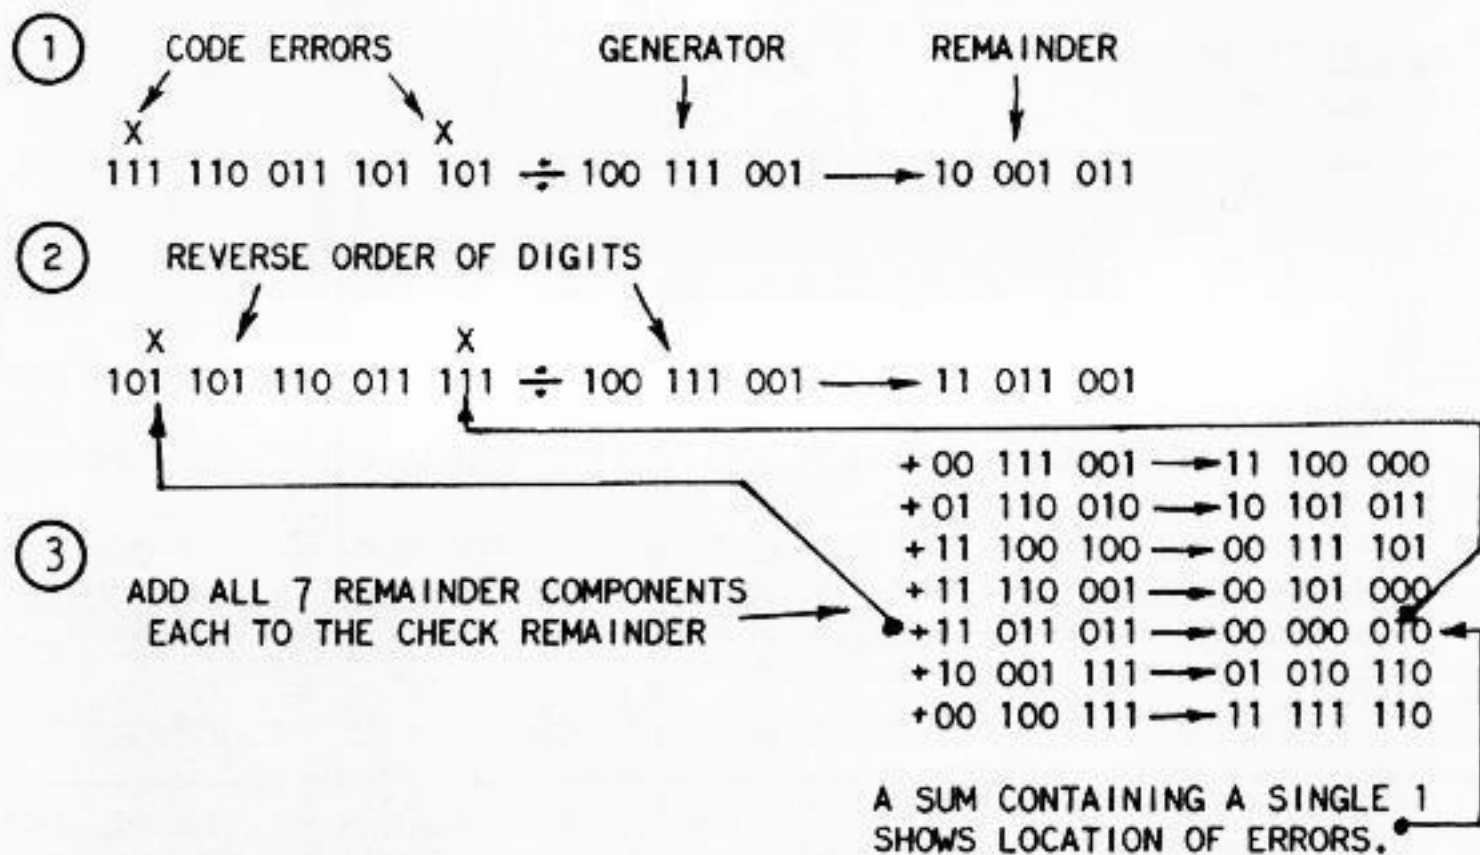 1 CODE ERRORS GENERATOR REMAINDER
X X
111 110 011 101 101 ÷ 100 111 001 → 10 001 011
2 REVERSE ORDER OF DIGITS
X X
101 101 110 011 111 ÷ 100 111 001 → 11 011 001
+00 111 001 → 11 100 000
+01 110 010 → 10 101 011
+11 100 100 → 00 111 101
+11 110 001 → 00 101 000
+11 011 011 → 00 000 010
+10 001 111 → 01 010 110
+00 100 111 → 11 111 110
3
ADD ALL 7 REMAINDER COMPONENTS
EACH TO THE CHECK REMAINDER
A SUM CONTAINING A SINGLE 1
SHOWS LOCATION OF ERRORS.